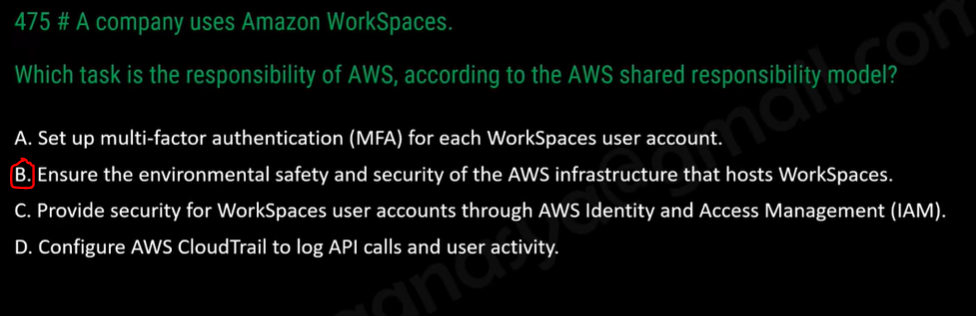 475 # A company uses Amazon WorkSpaces.
Which task is the responsibility of AWS, according to the AWS shared responsibility model?
A. Set up multi-factor authentication (MFA) for each WorkSpaces user account.
B. Ensure the environmental safety and security of the AWS infrastructure that hosts WorkSpaces.
C. Provide security for WorkSpaces user accounts through AWS Identity and Access Management (IAM).
D. Configure AWS CloudTrail to log API calls and user activity.